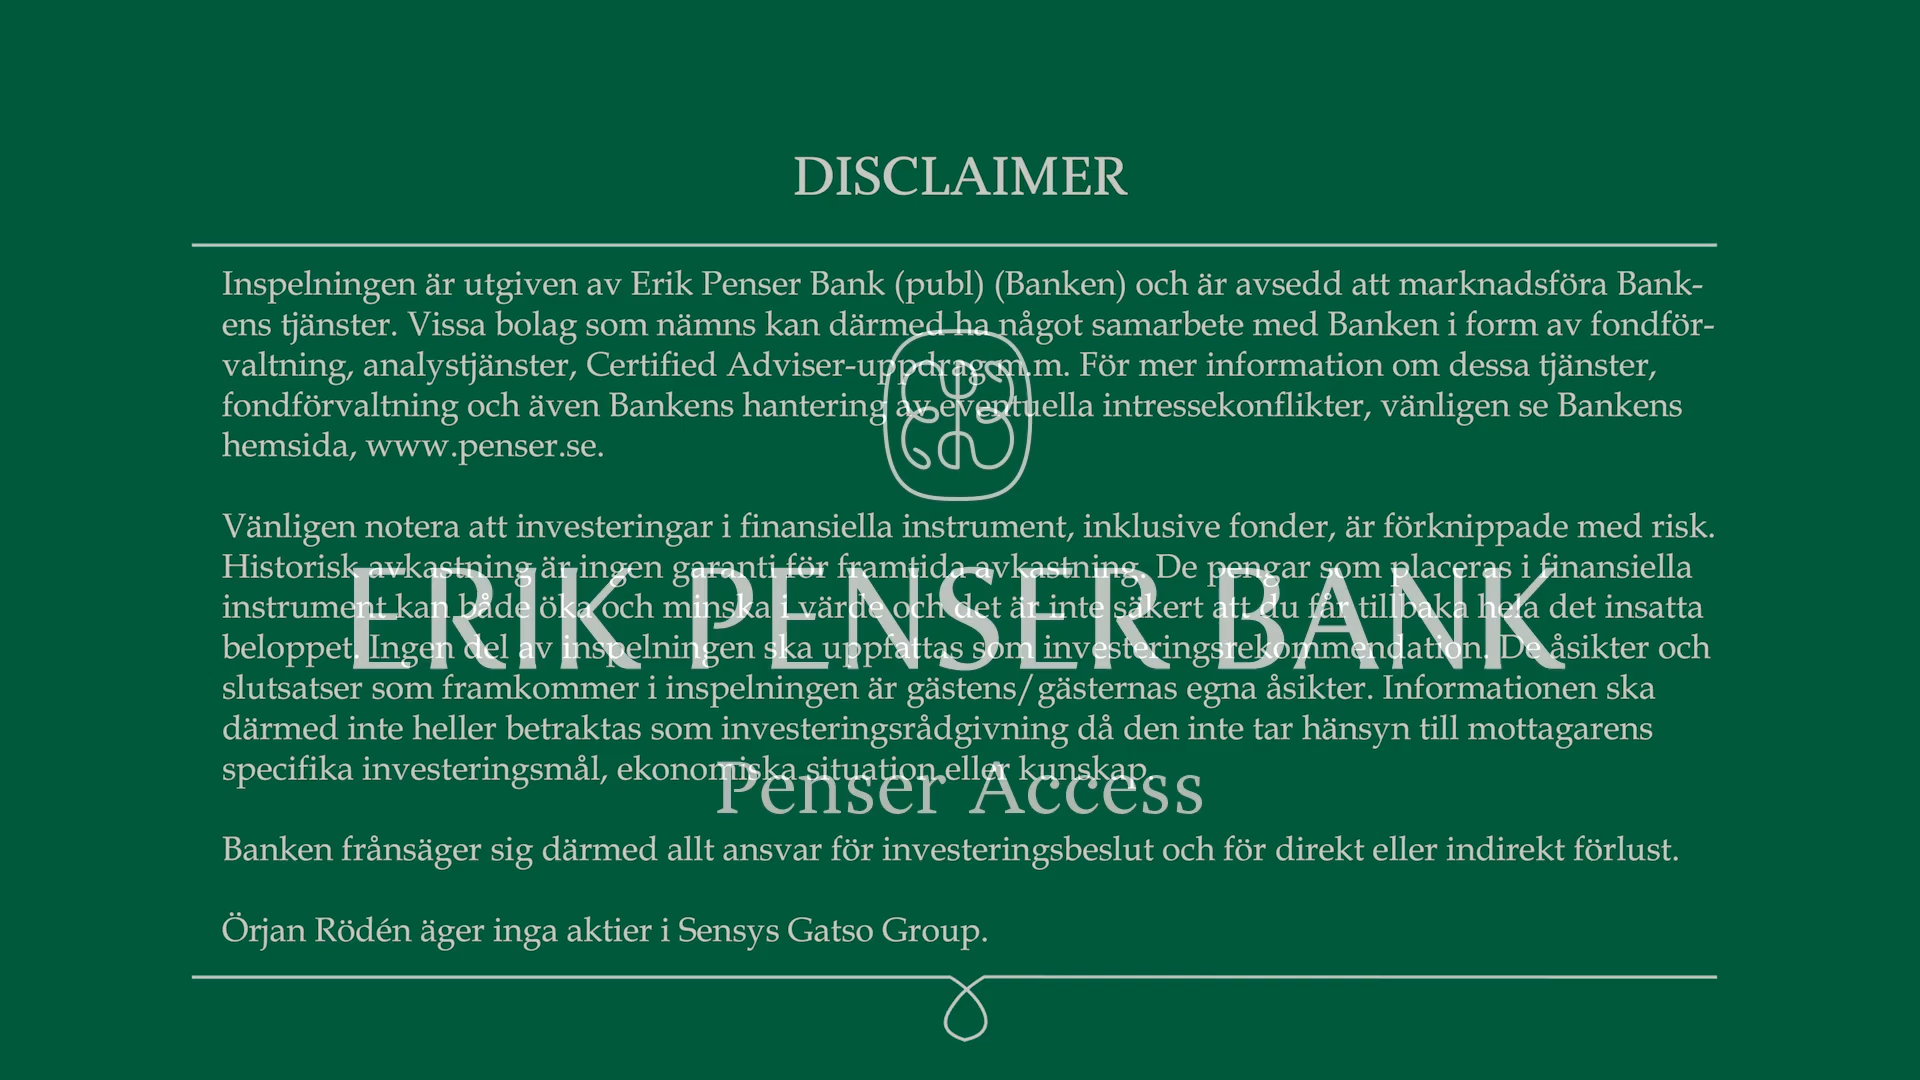 DISCLAIMER
Inspelningen är utgiven av Erik Penser Bank (publ) (Banken) och är avsedd att marknadsföra Bank-
ens tjänster. Vissa bolag som nämns kan därmed ha något samarbete med Banken i form av fondför-
valtning, analystjänster, Certified Adviser-uppdrag m.m. För mer information om dessa tjänster,
fondförvaltning och även Bankens hantering av eventuella intressekonflikter, vänligen se Bankens
hemsida, www.penser.se.
Vänligen notera att investeringar i finansiella instrument, inklusive fonder, är förknippade med risk.
Historisk avkastning är ingen garanti för framtida avkastning. De pengar som placeras i finansiella
instrument kan både öka och minska i värde och det är inte säkert att du får tillbaka hela det insatta
beloppet. Ingen del av inspelningen ska uppfattas som investeringsrekommendation. De åsikter och
slutsatser som framkommer i inspelningen är gästens/gästernas egna åsikter. Informationen ska
därmed inte heller betraktas som investeringsrådgivning då den inte tar hänsyn till mottagarens
specifika investeringsmål, ekonomiska situation eller kunskap.
Banken frånsäger sig därmed allt ansvar för investeringsbeslut och för direkt eller indirekt förlust.
Örjan Rödén äger inga aktier i Sensys Gatso Group.
ERIK PENSER BANK
Penser Access